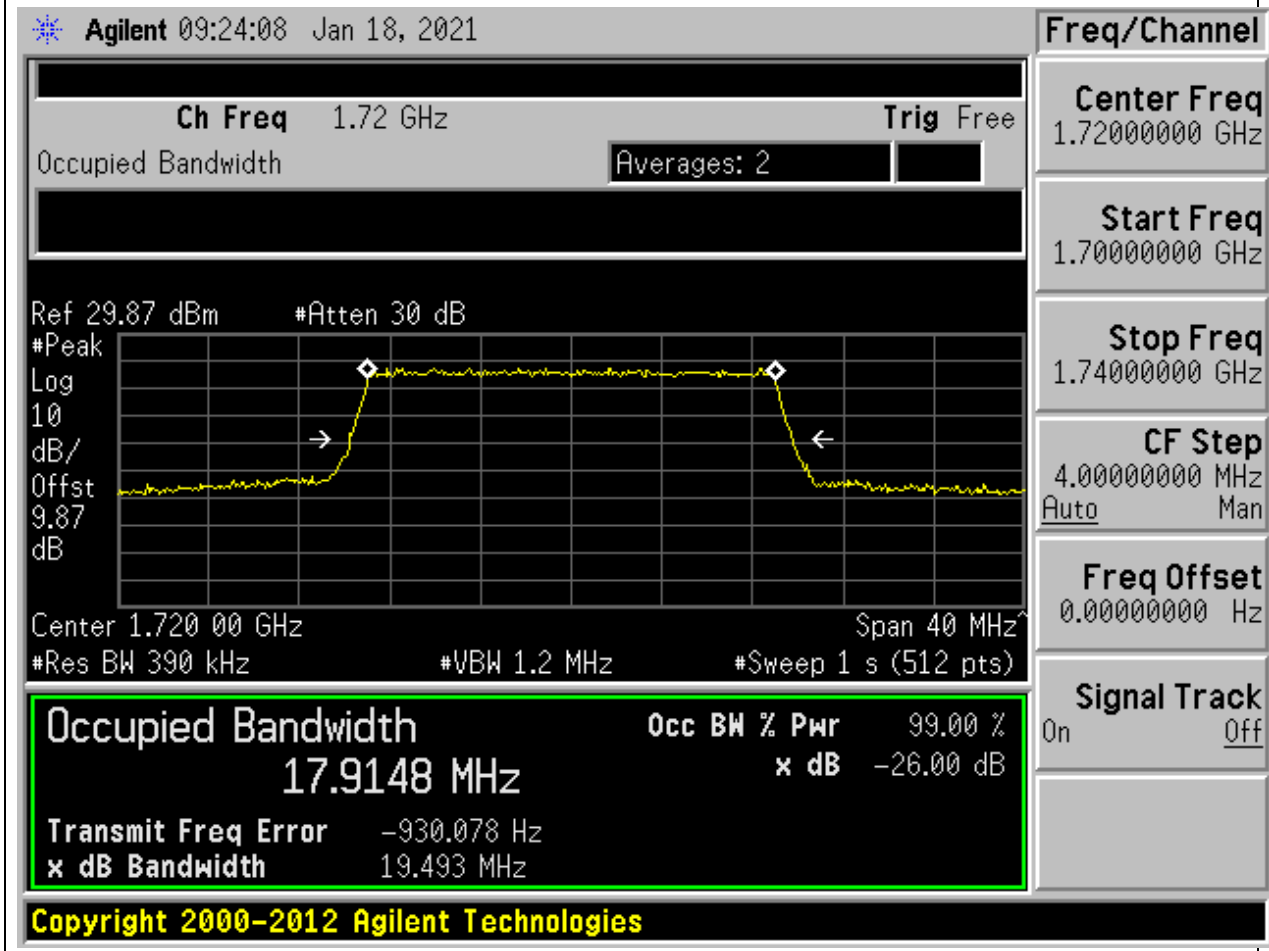 Agilent 09:24:08 Jan 18, 2021
Freq/Channel
Ch Freq 1.72 GHz Trig Free
Occupied Bandwidth Averages: 2
Ref 29.87 dBm #Atten 30 dB
#Peak
Log
10
dB/
Offst
9.87
dB
Center 1.720 00 GHz Span 40 MHz^
#Res BW 390 kHz #VBW 1.2 MHz #Sweep 1 s (512 pts)
Occupied Bandwidth
17.9148 MHz
Occ BW % Pwr 99.00 %
x dB -26.00 dB
Transmit Freq Error -930.078 Hz
x dB Bandwidth 19.493 MHz
Copyright 2000-2012 Agilent Technologies
Center Freq
1.72000000 GHz
Start Freq
1.70000000 GHz
Stop Freq
1.74000000 GHz
CF Step
4.00000000 MHz
Auto Man
Freq Offset
0.00000000 Hz
Signal Track
On Off